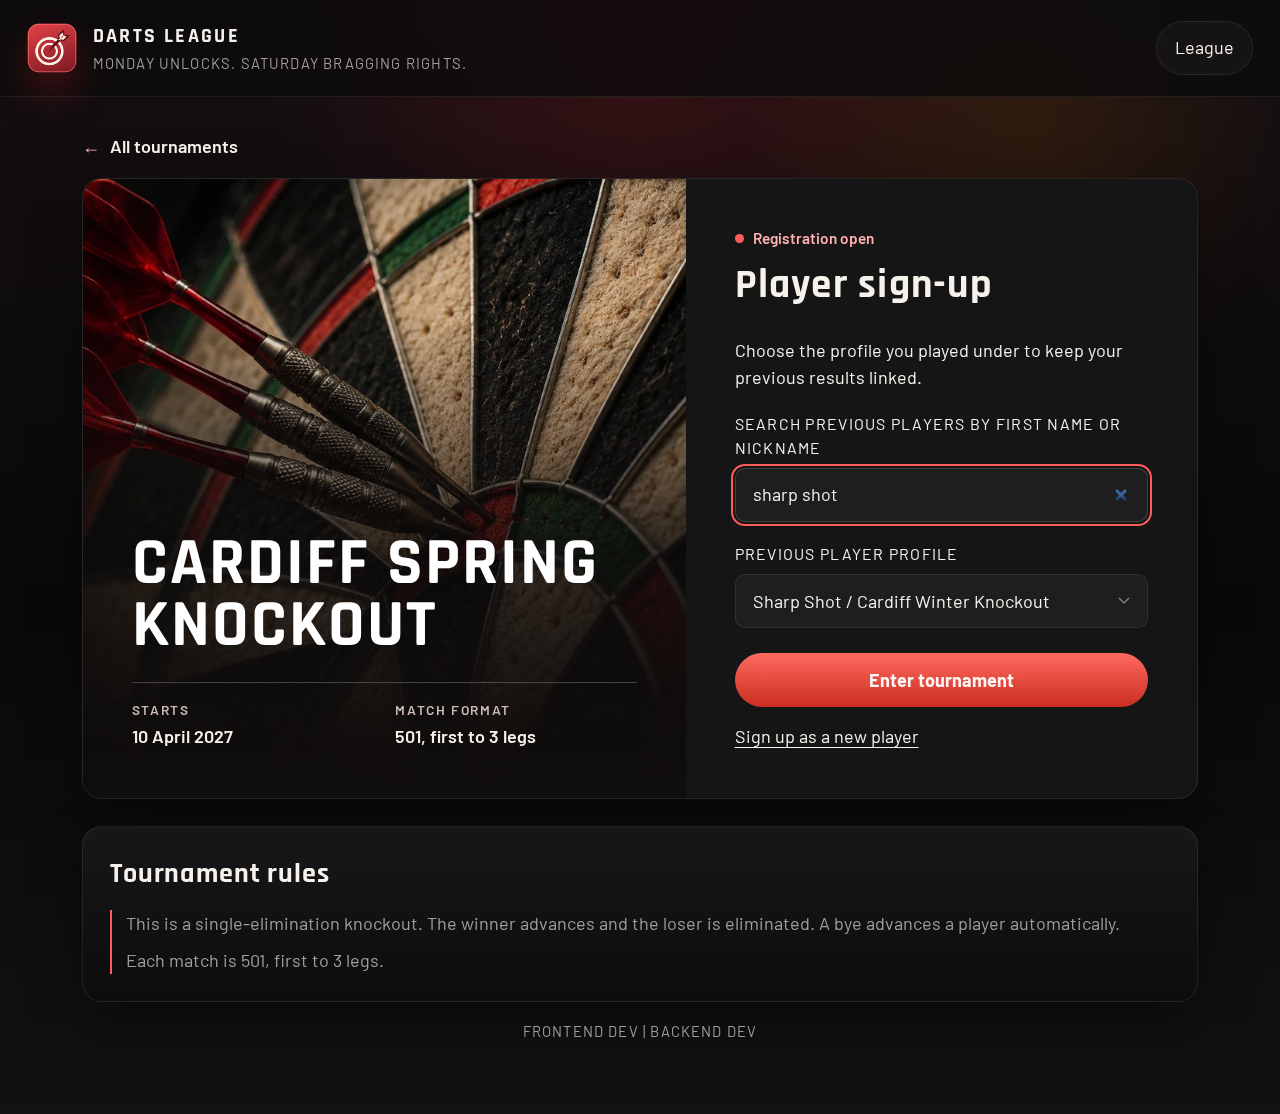 DARTS LEAGUE
MONDAY UNLOCKS. SATURDAY BRAGGING RIGHTS.
League
← All tournaments
CARDIFF SPRING
KNOCKOUT
STARTS
10 April 2027
MATCH FORMAT
501, first to 3 legs
Registration open
Player sign-up
Choose the profile you played under to keep your
previous results linked.
SEARCH PREVIOUS PLAYERS BY FIRST NAME OR
NICKNAME
sharp shot
PREVIOUS PLAYER PROFILE
Sharp Shot / Cardiff Winter Knockout
Enter tournament
Sign up as a new player
Tournament rules
This is a single-elimination knockout. The winner advances and the loser is eliminated. A bye advances a player automatically.
Each match is 501, first to 3 legs.
FRONTEND DEV | BACKEND DEV